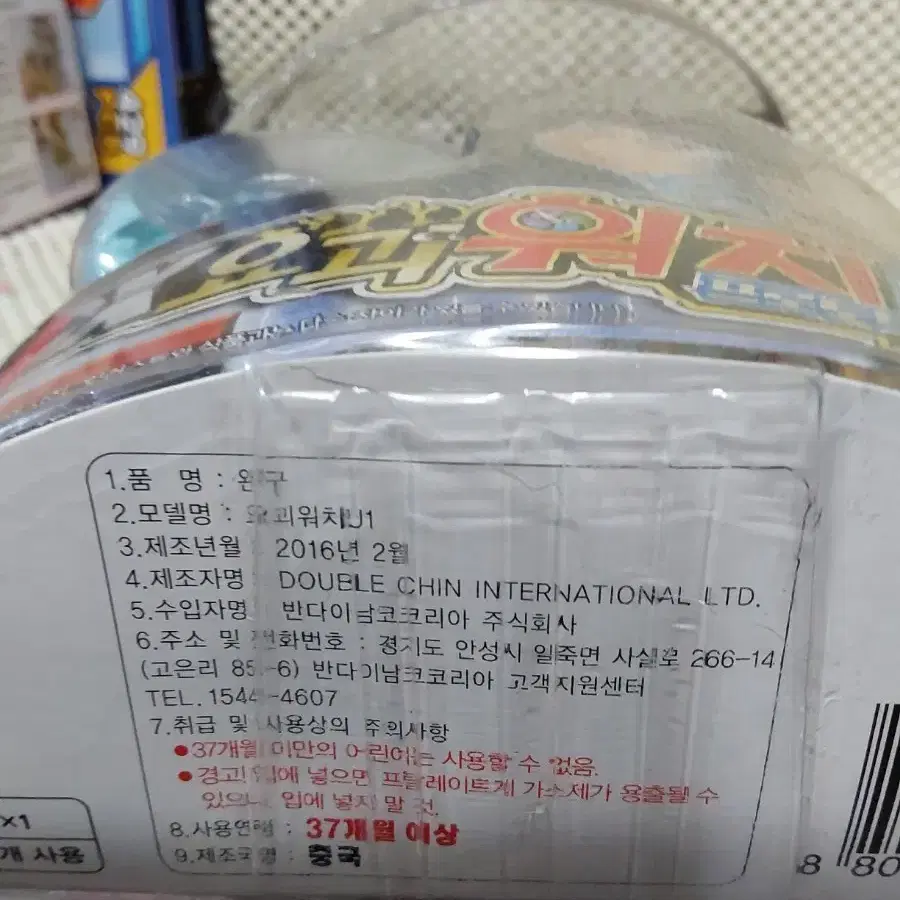 요괴워치
1.품 명 : 완구
2.모델명 : 요괴워치U1
3.제조년월 : 2016년 2월
4.제조자명 : DOUBLE CHIN INTERNATIONAL LTD.
5.수입자명 : 반다이남코코리아 주식회사
6.주소 및 전화번호 : 경기도 안성시 일죽면 사실로 266-14
(고은리 85-6) 반다이남코코리아 고객지원센터
TEL.1544-4607
7.취급 및 사용상의 주의사항
●37개월 미만의 어린이는 사용할 수 없음.
●경고! 입에 넣으면 프탈레이트계 가소제가 용출될 수
있으니 입에 넣지 말 것.
8.사용연령 : 37개월 이상
9.제조국명 : 중국
x1
개 사용
8 80